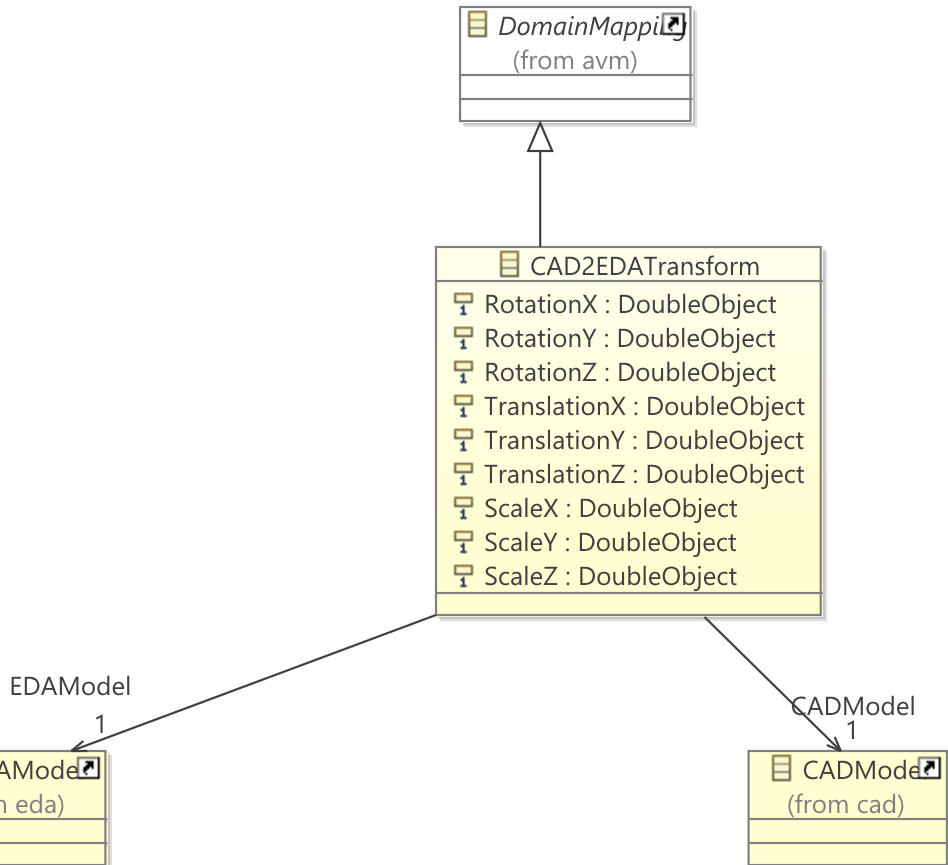 DomainMapping
(from avm)
CAD2EDATransform
RotationX : DoubleObject
RotationY : DoubleObject
RotationZ : DoubleObject
TranslationX : DoubleObject
TranslationY : DoubleObject
TranslationZ : DoubleObject
ScaleX : DoubleObject
ScaleY : DoubleObject
ScaleZ : DoubleObject
EDAModel
1
CADModel
1
AMode
eda)
CADMode
(from cad)